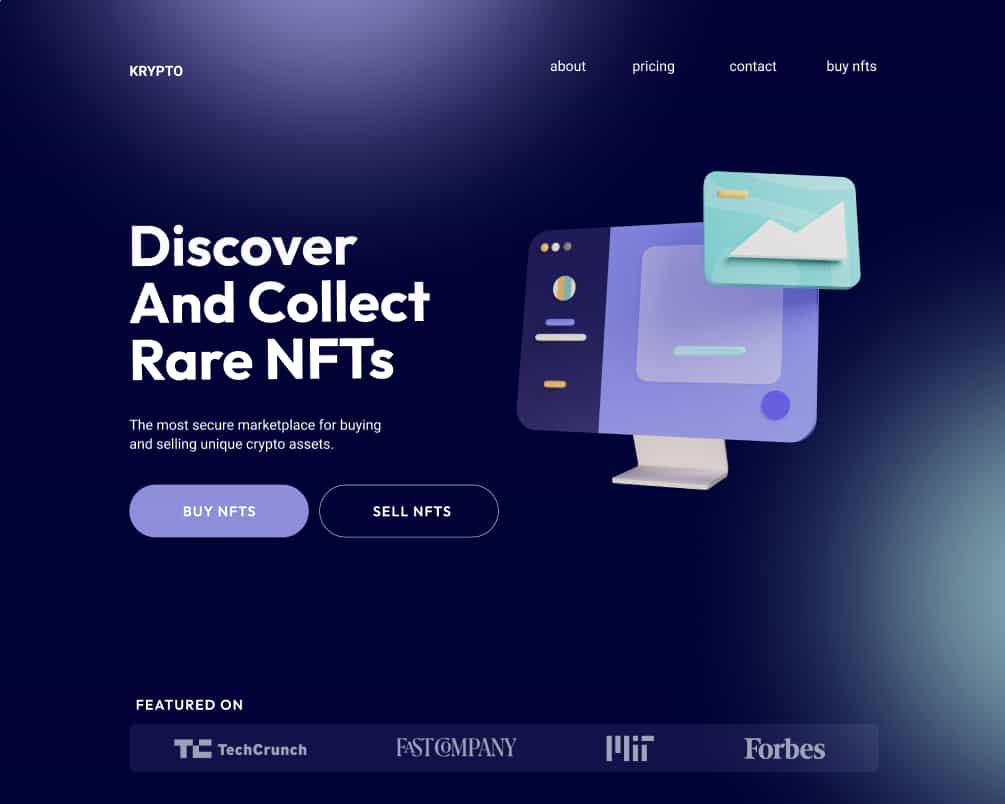 KRYPTO
about pricing contact buy nfts
Discover
And Collect
Rare NFTs
The most secure marketplace for buying
and selling unique crypto assets.
BUY NFTS SELL NFTS
FEATURED ON
TC TechCrunch FAST COMPANY MIT Forbes